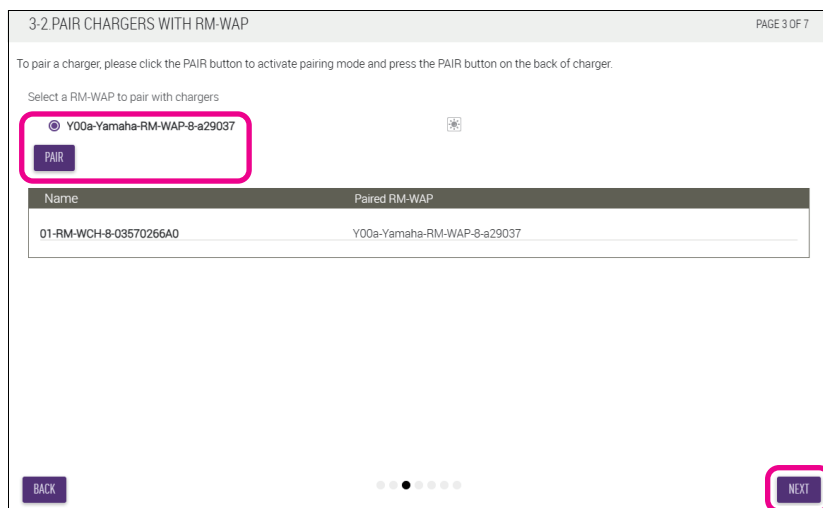 3-2.PAIR CHARGERS WITH RM-WAP PAGE 3 OF 7
To pair a charger, please click the PAIR button to activate pairing mode and press the PAIR button on the back of charger.
Select a RM-WAP to pair with chargers
Y00a-Yamaha-RM-WAP-8-a29037
PAIR
Name Paired RM-WAP
01-RM-WCH-8-03570266A0 Y00a-Yamaha-RM-WAP-8-a29037
BACK NEXT